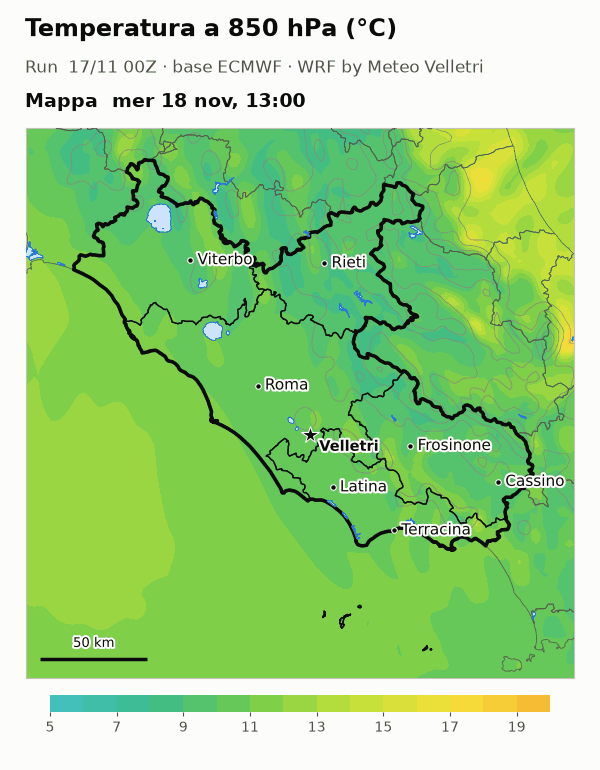 Temperatura a 850 hPa (°C)
Run  17/11 00Z · base ECMWF · WRF by Meteo Velletri
Mappa  mer 18 nov, 13:00
Viterbo
Rieti
Roma
Velletri
Frosinone
Latina
Cassino
Terracina
50 km
5 7 9 11 13 15 17 19